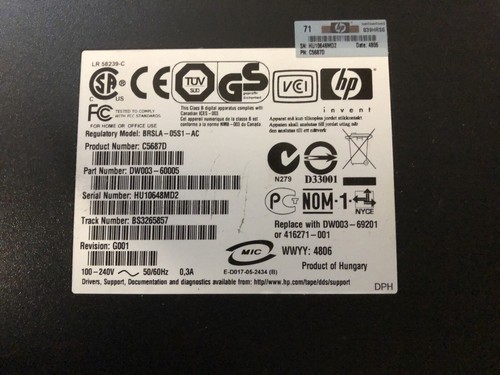 71
SN: HU10648MD2 Date: 4806
PN: C5687D
LR 58239-C
C US
TÜV
SÜD
GS
geprüfte
Sicherheit
VCI
hp
invent
FC TESTED TO COMPLY
WITH FCC STANDARDS
This Class B digital apparatus complies with
Canadian ICES-003.
Cet appareil numérique de la classe B est
conforme à la norme NMB-003 du Canada
Regulatory Model: BRSLA-05S1-AC
Product Number: C5687D
Part Number: DW003-60005
Serial Number: HU10648MD2
Track Number: BS3265857
Revision: G001
N279
D33001
NOM-1-
NYCE
Replace with DW003-69201
or 416271-001
MIC
E-D017-05-2434 (B)
WWYY: 4806
Product of Hungary
100-240V 50/60Hz 0,3A
Drivers, Support, Documentation and diagnostics available from: http//www.hp.com/tape/dds/support
DPH